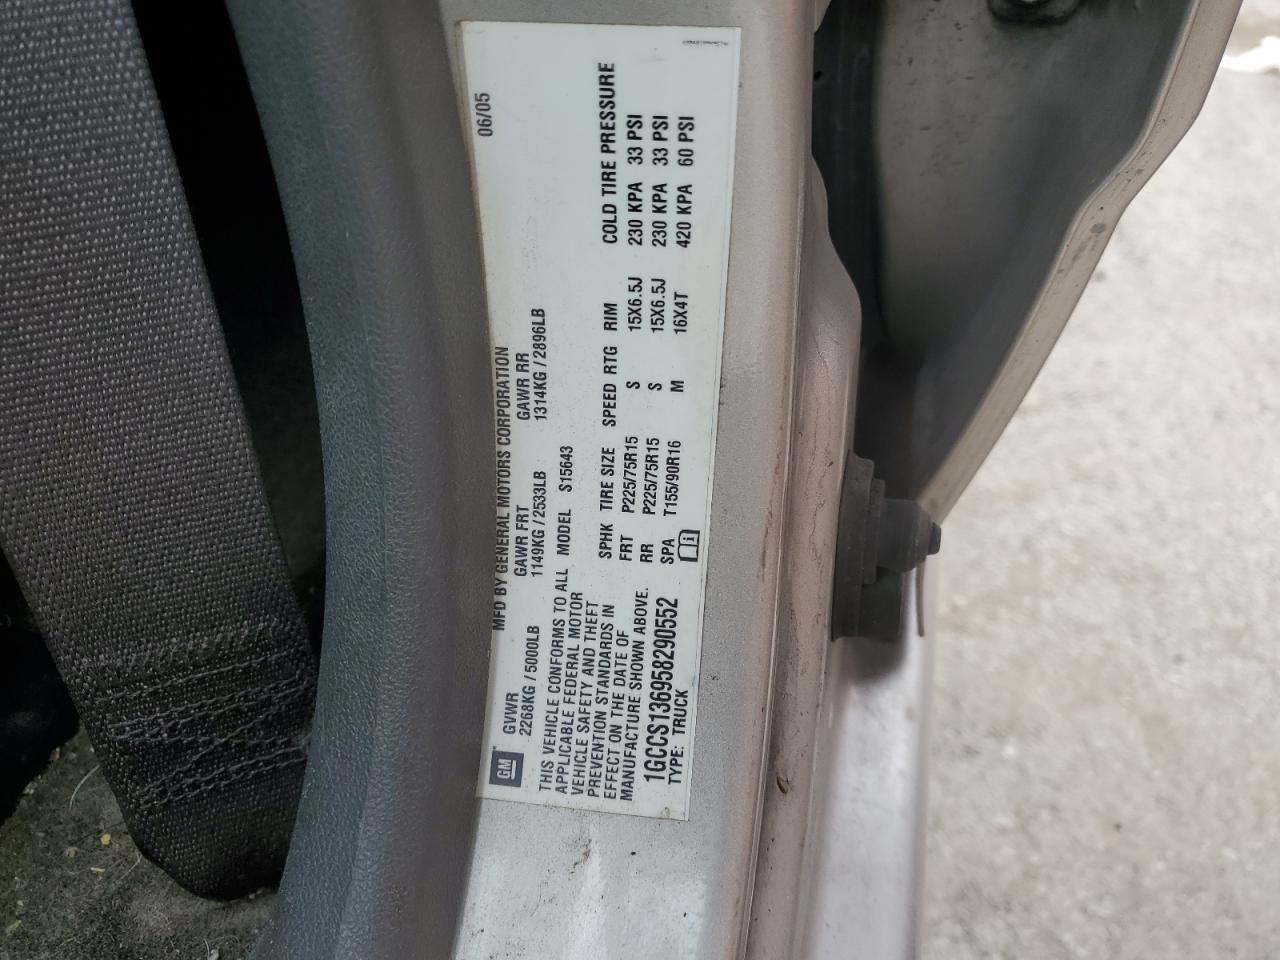 MFD BY GENERAL MOTORS CORPORATION 06/05
GM
GVWR GAWR FRT GAWR RR
2268KG / 5000LB 1149KG / 2533LB 1314KG / 2896LB
THIS VEHICLE CONFORMS TO ALL MODEL S15643
APPLICABLE FEDERAL MOTOR
VEHICLE SAFETY AND THEFT
PREVENTION STANDARDS IN
EFFECT ON THE DATE OF
MANUFACTURE SHOWN ABOVE.
1GCCS136958290552
TYPE: TRUCK
SPHK TIRE SIZE SPEED RTG RIM COLD TIRE PRESSURE
FRT P225/75R15 S 15X6.5J 230 KPA 33 PSI
RR P225/75R15 S 15X6.5J 230 KPA 33 PSI
SPA T155/90R16 M 16X4T 420 KPA 60 PSI